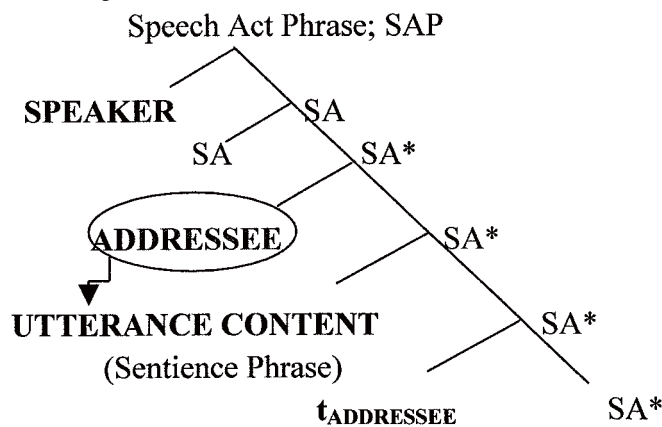 Speech Act Phrase; SAP
SPEAKER
SA
SA
SA*
ADDRESSEE
SA*
UTTERANCE CONTENT
SA*
(Sentience Phrase)
tADDRESSEE
SA*